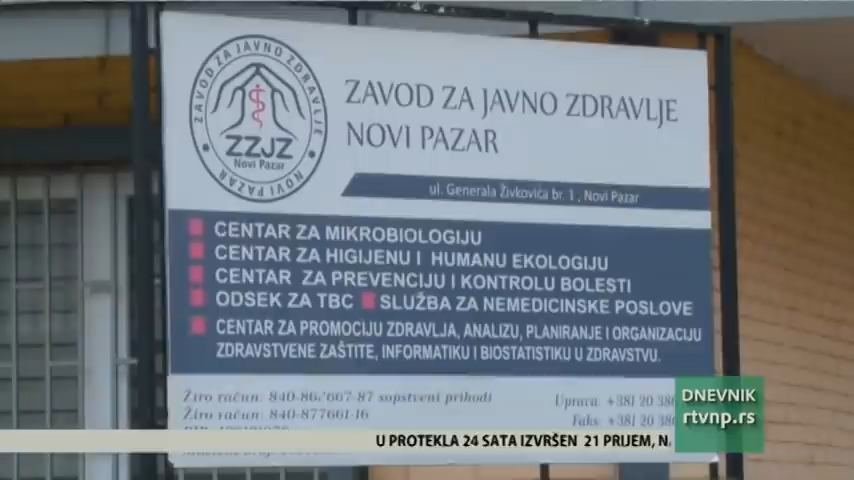 ZAVOD ZA JAVNO ZDRAVLJE
ZZJZ
Novi Pazar
NOVI PAZAR
ZAVOD ZA JAVNO ZDRAVLJE
NOVI PAZAR
ul. Generala Živkovića br. 1 , Novi Pazar
CENTAR ZA MIKROBIOLOGIJU
CENTAR ZA HIGIJENU I HUMANU EKOLOGIJU
CENTAR ZA PREVENCIJU I KONTROLU BOLESTI
ODSEK ZA TBC SLUŽBA ZA NEMEDICINSKE POSLOVE
CENTAR ZA PROMOCIJU ZDRAVLJA, ANALIZU, PLANIRANJE I ORGANIZACIJU
ZDRAVSTVENE ZAŠTITE, INFORMATIKU I BIOSTATISTIKU U ZDRAVSTVU.
Žiro račun: sopstveni prihodi
Uprava: +381 20
Žiro račun: 840-877661-16
Faks: +381 20
DNEVNIK
rtvnp.rs
U PROTEKLA 24 SATA IZVRŠEN 21 PRIJEM,